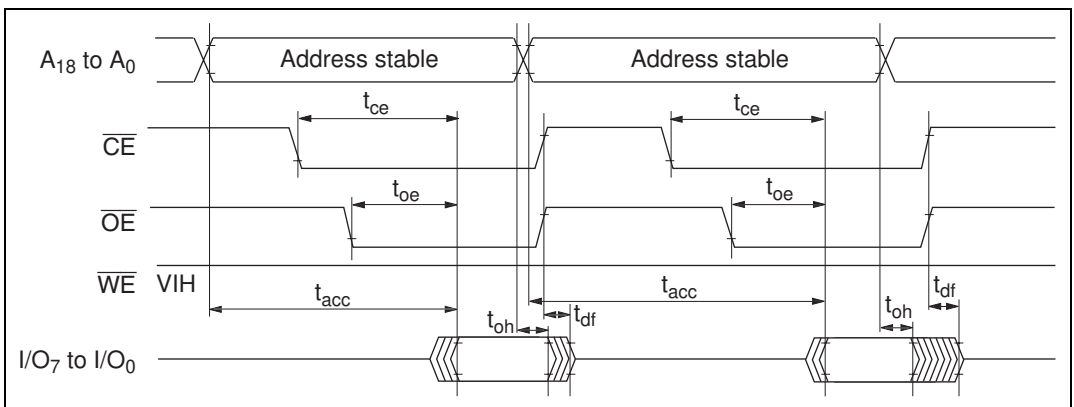 A18 to A0 Address stable Address stable
tce tce
CE
toe toe
OE
WE VIH
tacc tacc
toh tdf toh tdf
I/O7 to I/O0